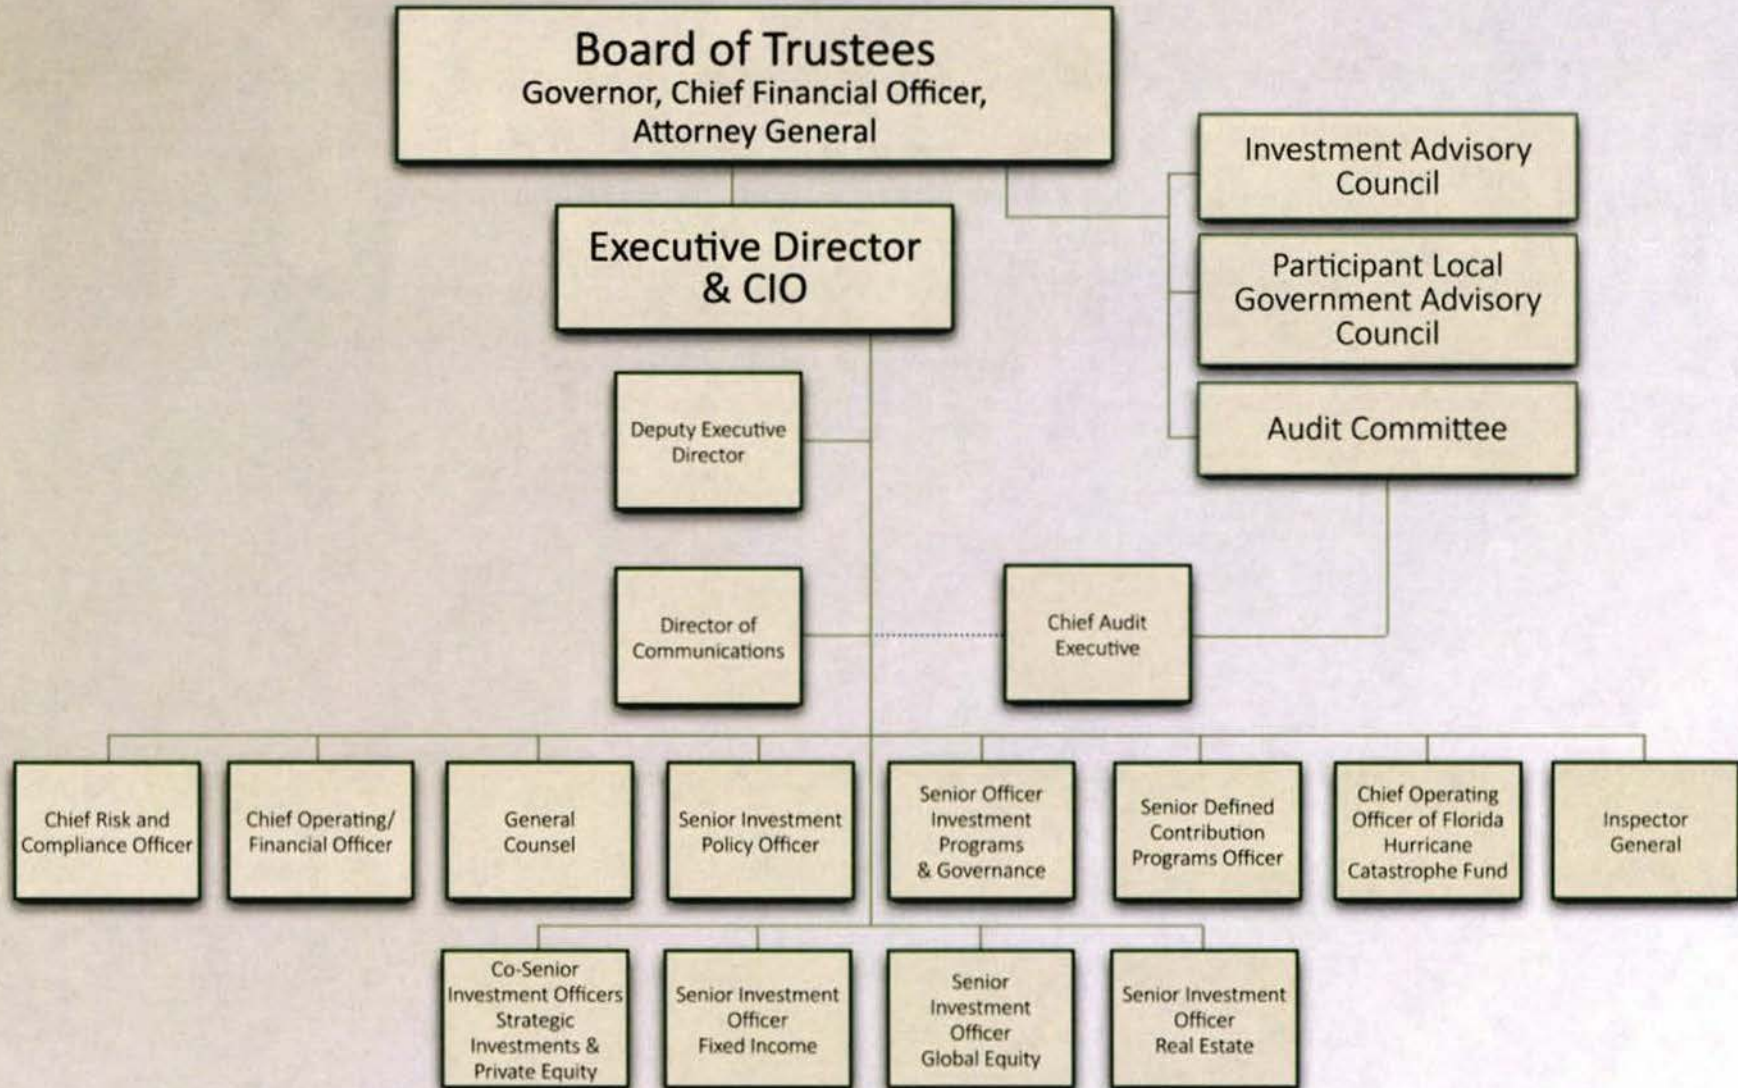 Board of Trustees
Governor, Chief Financial Officer,
Attorney General
Investment Advisory
Council
Executive Director
& CIO
Participant Local
Government Advisory
Council
Audit Committee
Deputy Executive
Director
Director of
Communications
Chief Audit
Executive
Chief Risk and
Compliance Officer
Chief Operating/
Financial Officer
General
Counsel
Senior Investment
Policy Officer
Senior Officer
Investment
Programs
& Governance
Senior Defined
Contribution
Programs Officer
Chief Operating
Officer of Florida
Hurricane
Catastrophe Fund
Inspector
General
Co-Senior
Investment Officers
Strategic
Investments &
Private Equity
Senior Investment
Officer
Fixed Income
Senior
Investment
Officer
Global Equity
Senior Investment
Officer
Real Estate